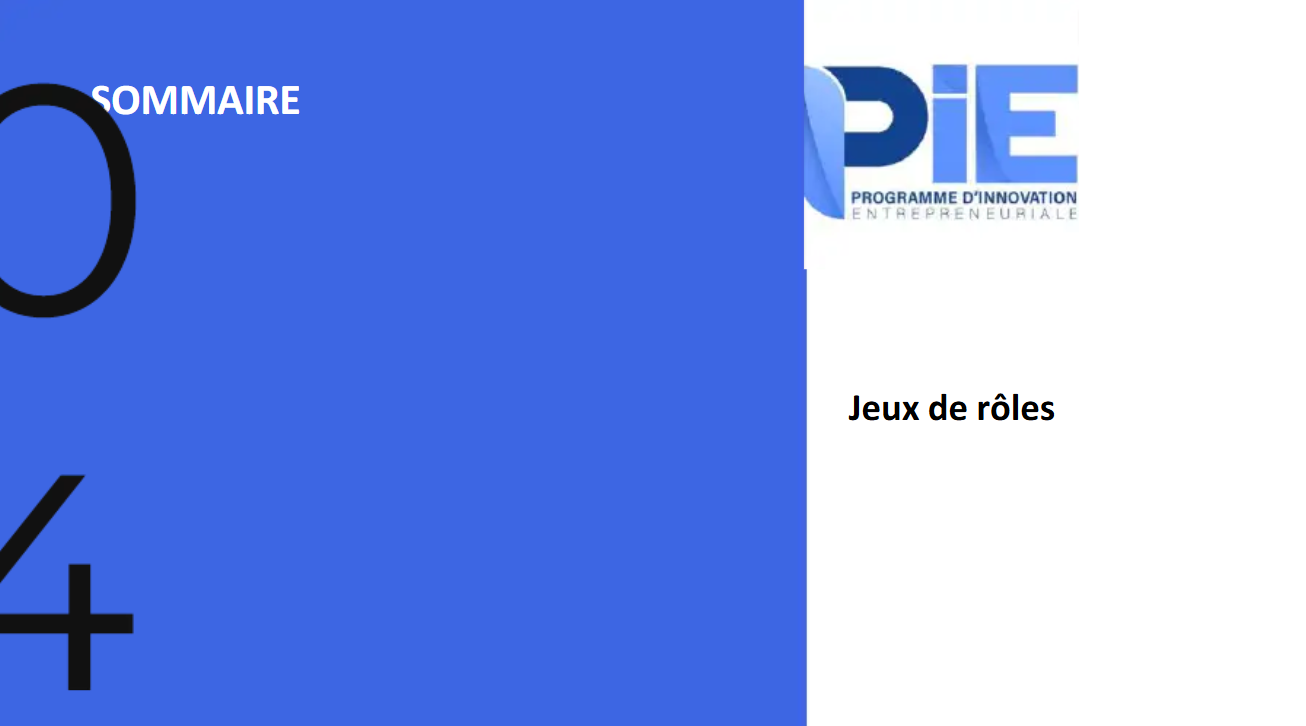 SOMMAIRE
04
PiE
PROGRAMME D'INNOVATION
ENTREPRENEURIALE
Jeux de rôles